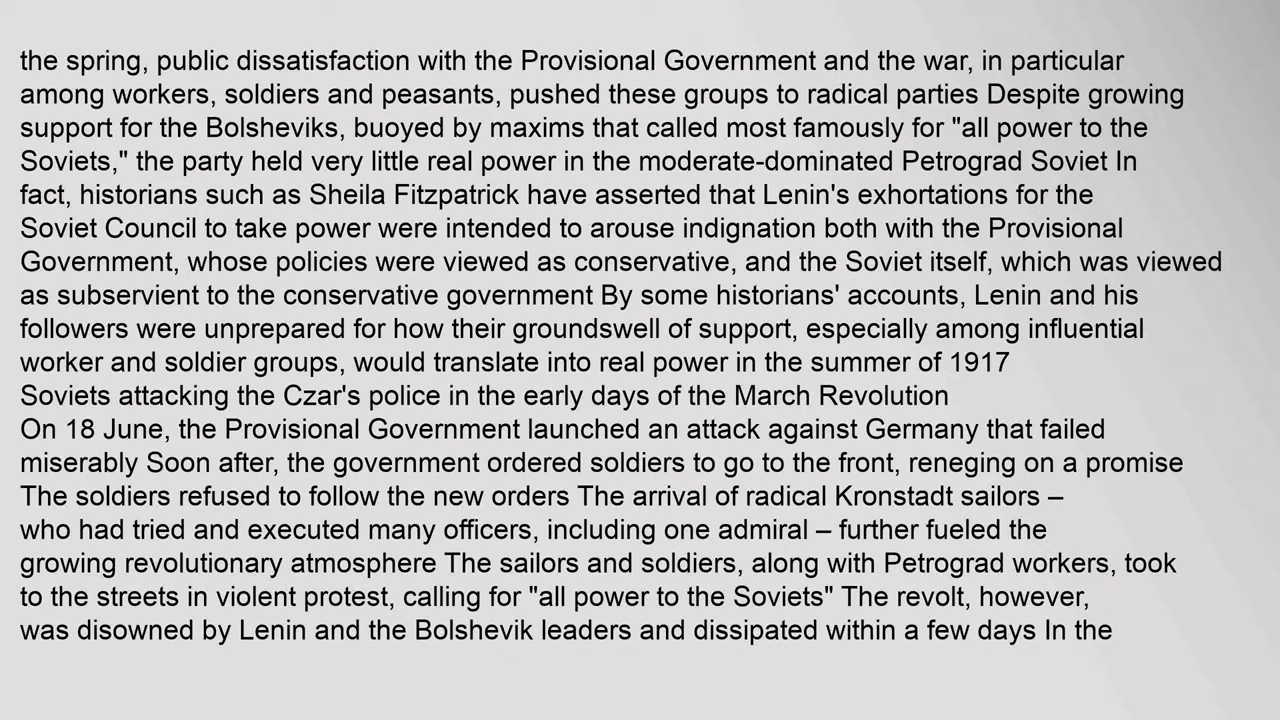 the spring, public dissatisfaction with the Provisional Government and the war, in particular
among workers, soldiers and peasants, pushed these groups to radical parties Despite growing
support for the Bolsheviks, buoyed by maxims that called most famously for "all power to the
Soviets," the party held very little real power in the moderate-dominated Petrograd Soviet In
fact, historians such as Sheila Fitzpatrick have asserted that Lenin's exhortations for the
Soviet Council to take power were intended to arouse indignation both with the Provisional
Government, whose policies were viewed as conservative, and the Soviet itself, which was viewed
as subservient to the conservative government By some historians' accounts, Lenin and his
followers were unprepared for how their groundswell of support, especially among influential
worker and soldier groups, would translate into real power in the summer of 1917
Soviets attacking the Czar's police in the early days of the March Revolution
On 18 June, the Provisional Government launched an attack against Germany that failed
miserably Soon after, the government ordered soldiers to go to the front, reneging on a promise
The soldiers refused to follow the new orders The arrival of radical Kronstadt sailors –
who had tried and executed many officers, including one admiral – further fueled the
growing revolutionary atmosphere The sailors and soldiers, along with Petrograd workers, took
to the streets in violent protest, calling for "all power to the Soviets" The revolt, however,
was disowned by Lenin and the Bolshevik leaders and dissipated within a few days In the